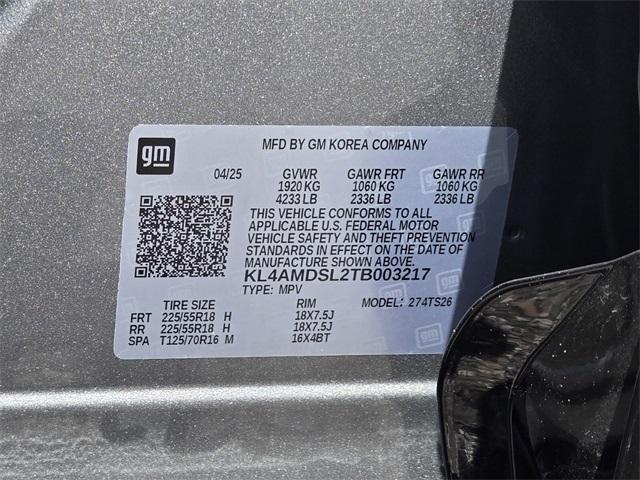 gm
MFD BY GM KOREA COMPANY
04/25 GVWR GAWR FRT GAWR RR
1920 KG 1060 KG 1060 KG
4233 LB 2336 LB 2336 LB
THIS VEHICLE CONFORMS TO ALL
APPLICABLE U.S. FEDERAL MOTOR
VEHICLE SAFETY AND THEFT PREVENTION
STANDARDS IN EFFECT ON THE DATE OF
MANUFACTURE SHOWN ABOVE.
KL4AMDSL2TB003217
TYPE: MPV MODEL: 274TS26
TIRE SIZE RIM
FRT 225/55R18 H 18X7.5J
RR 225/55R18 H 18X7.5J
SPA T125/70R16 M 16X4BT